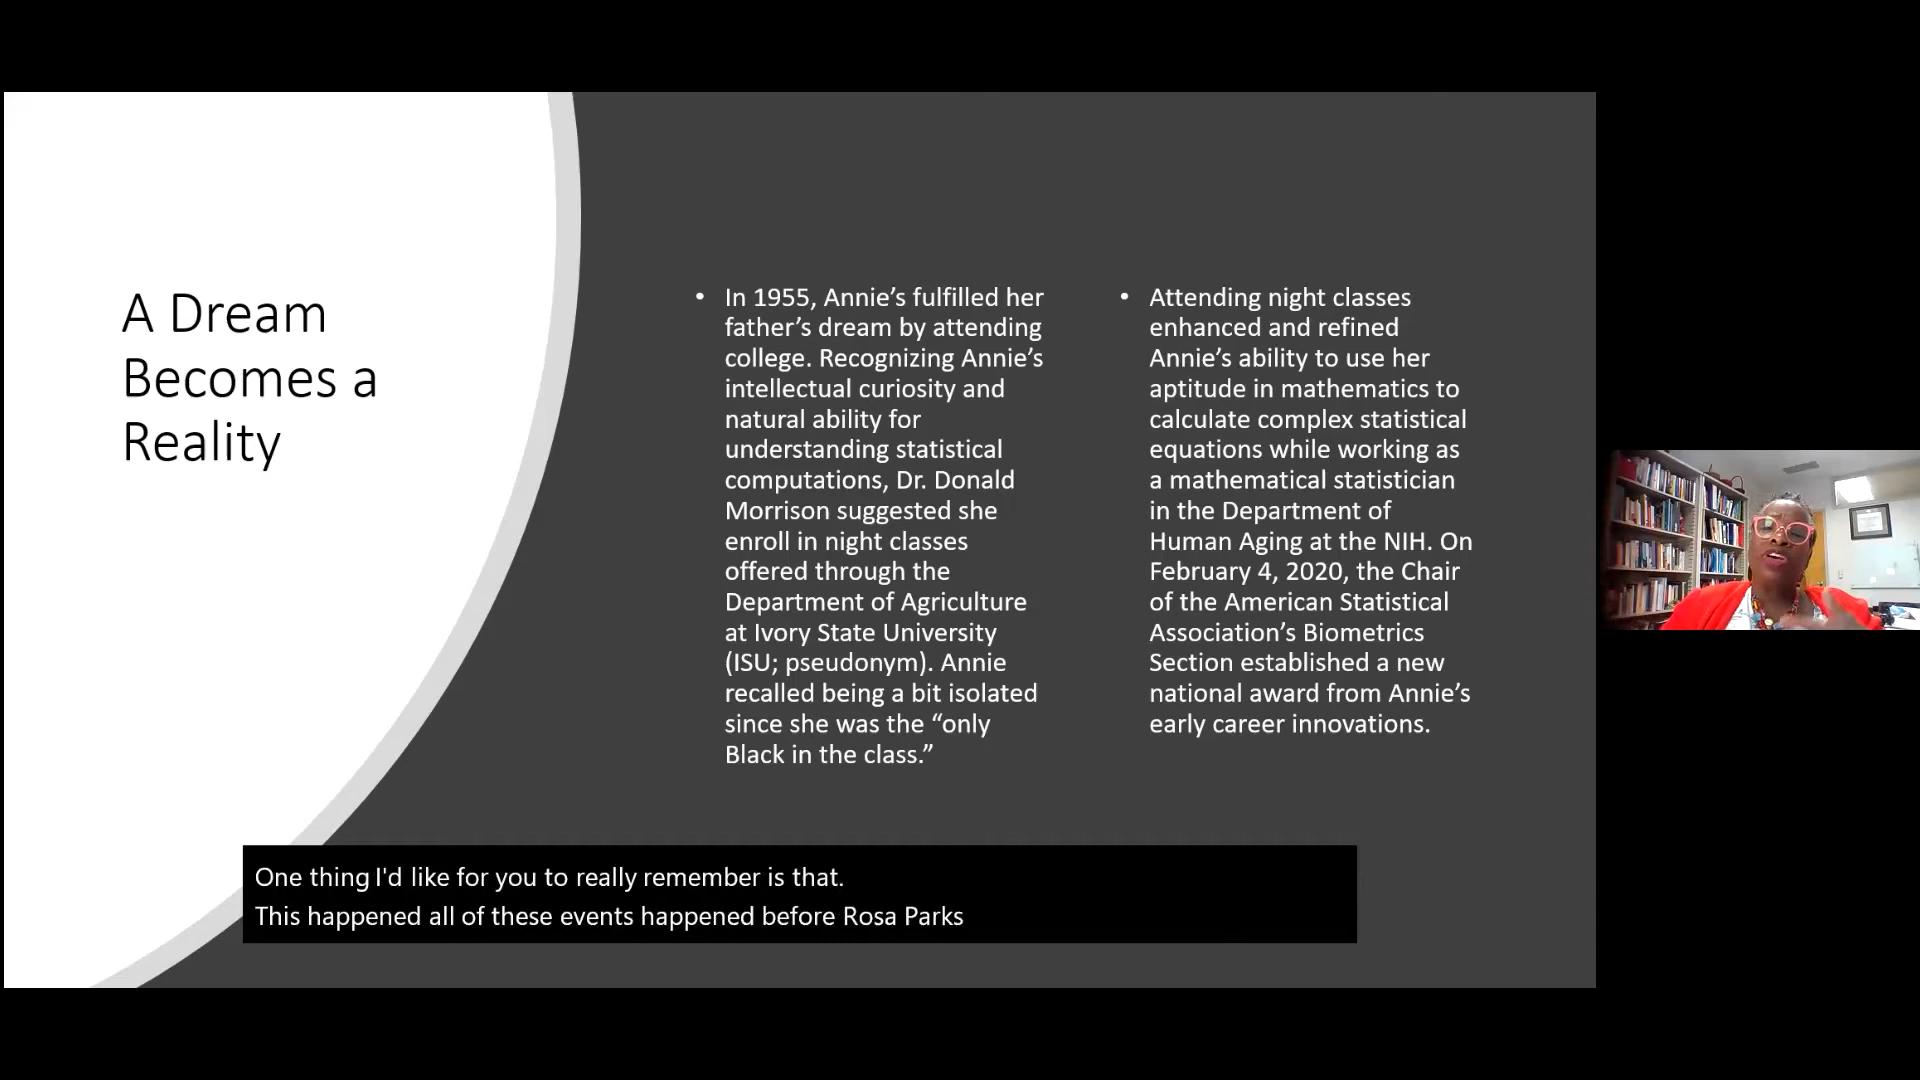 A Dream
Becomes a
Reality
• In 1955, Annie’s fulfilled her
father’s dream by attending
college. Recognizing Annie’s
intellectual curiosity and
natural ability for
understanding statistical
computations, Dr. Donald
Morrison suggested she
enroll in night classes
offered through the
Department of Agriculture
at Ivory State University
(ISU; pseudonym). Annie
recalled being a bit isolated
since she was the “only
Black in the class.”
• Attending night classes
enhanced and refined
Annie’s ability to use her
aptitude in mathematics to
calculate complex statistical
equations while working as
a mathematical statistician
in the Department of
Human Aging at the NIH. On
February 4, 2020, the Chair
of the American Statistical
Association’s Biometrics
Section established a new
national award from Annie’s
early career innovations.
One thing I'd like for you to really remember is that.
This happened all of these events happened before Rosa Parks